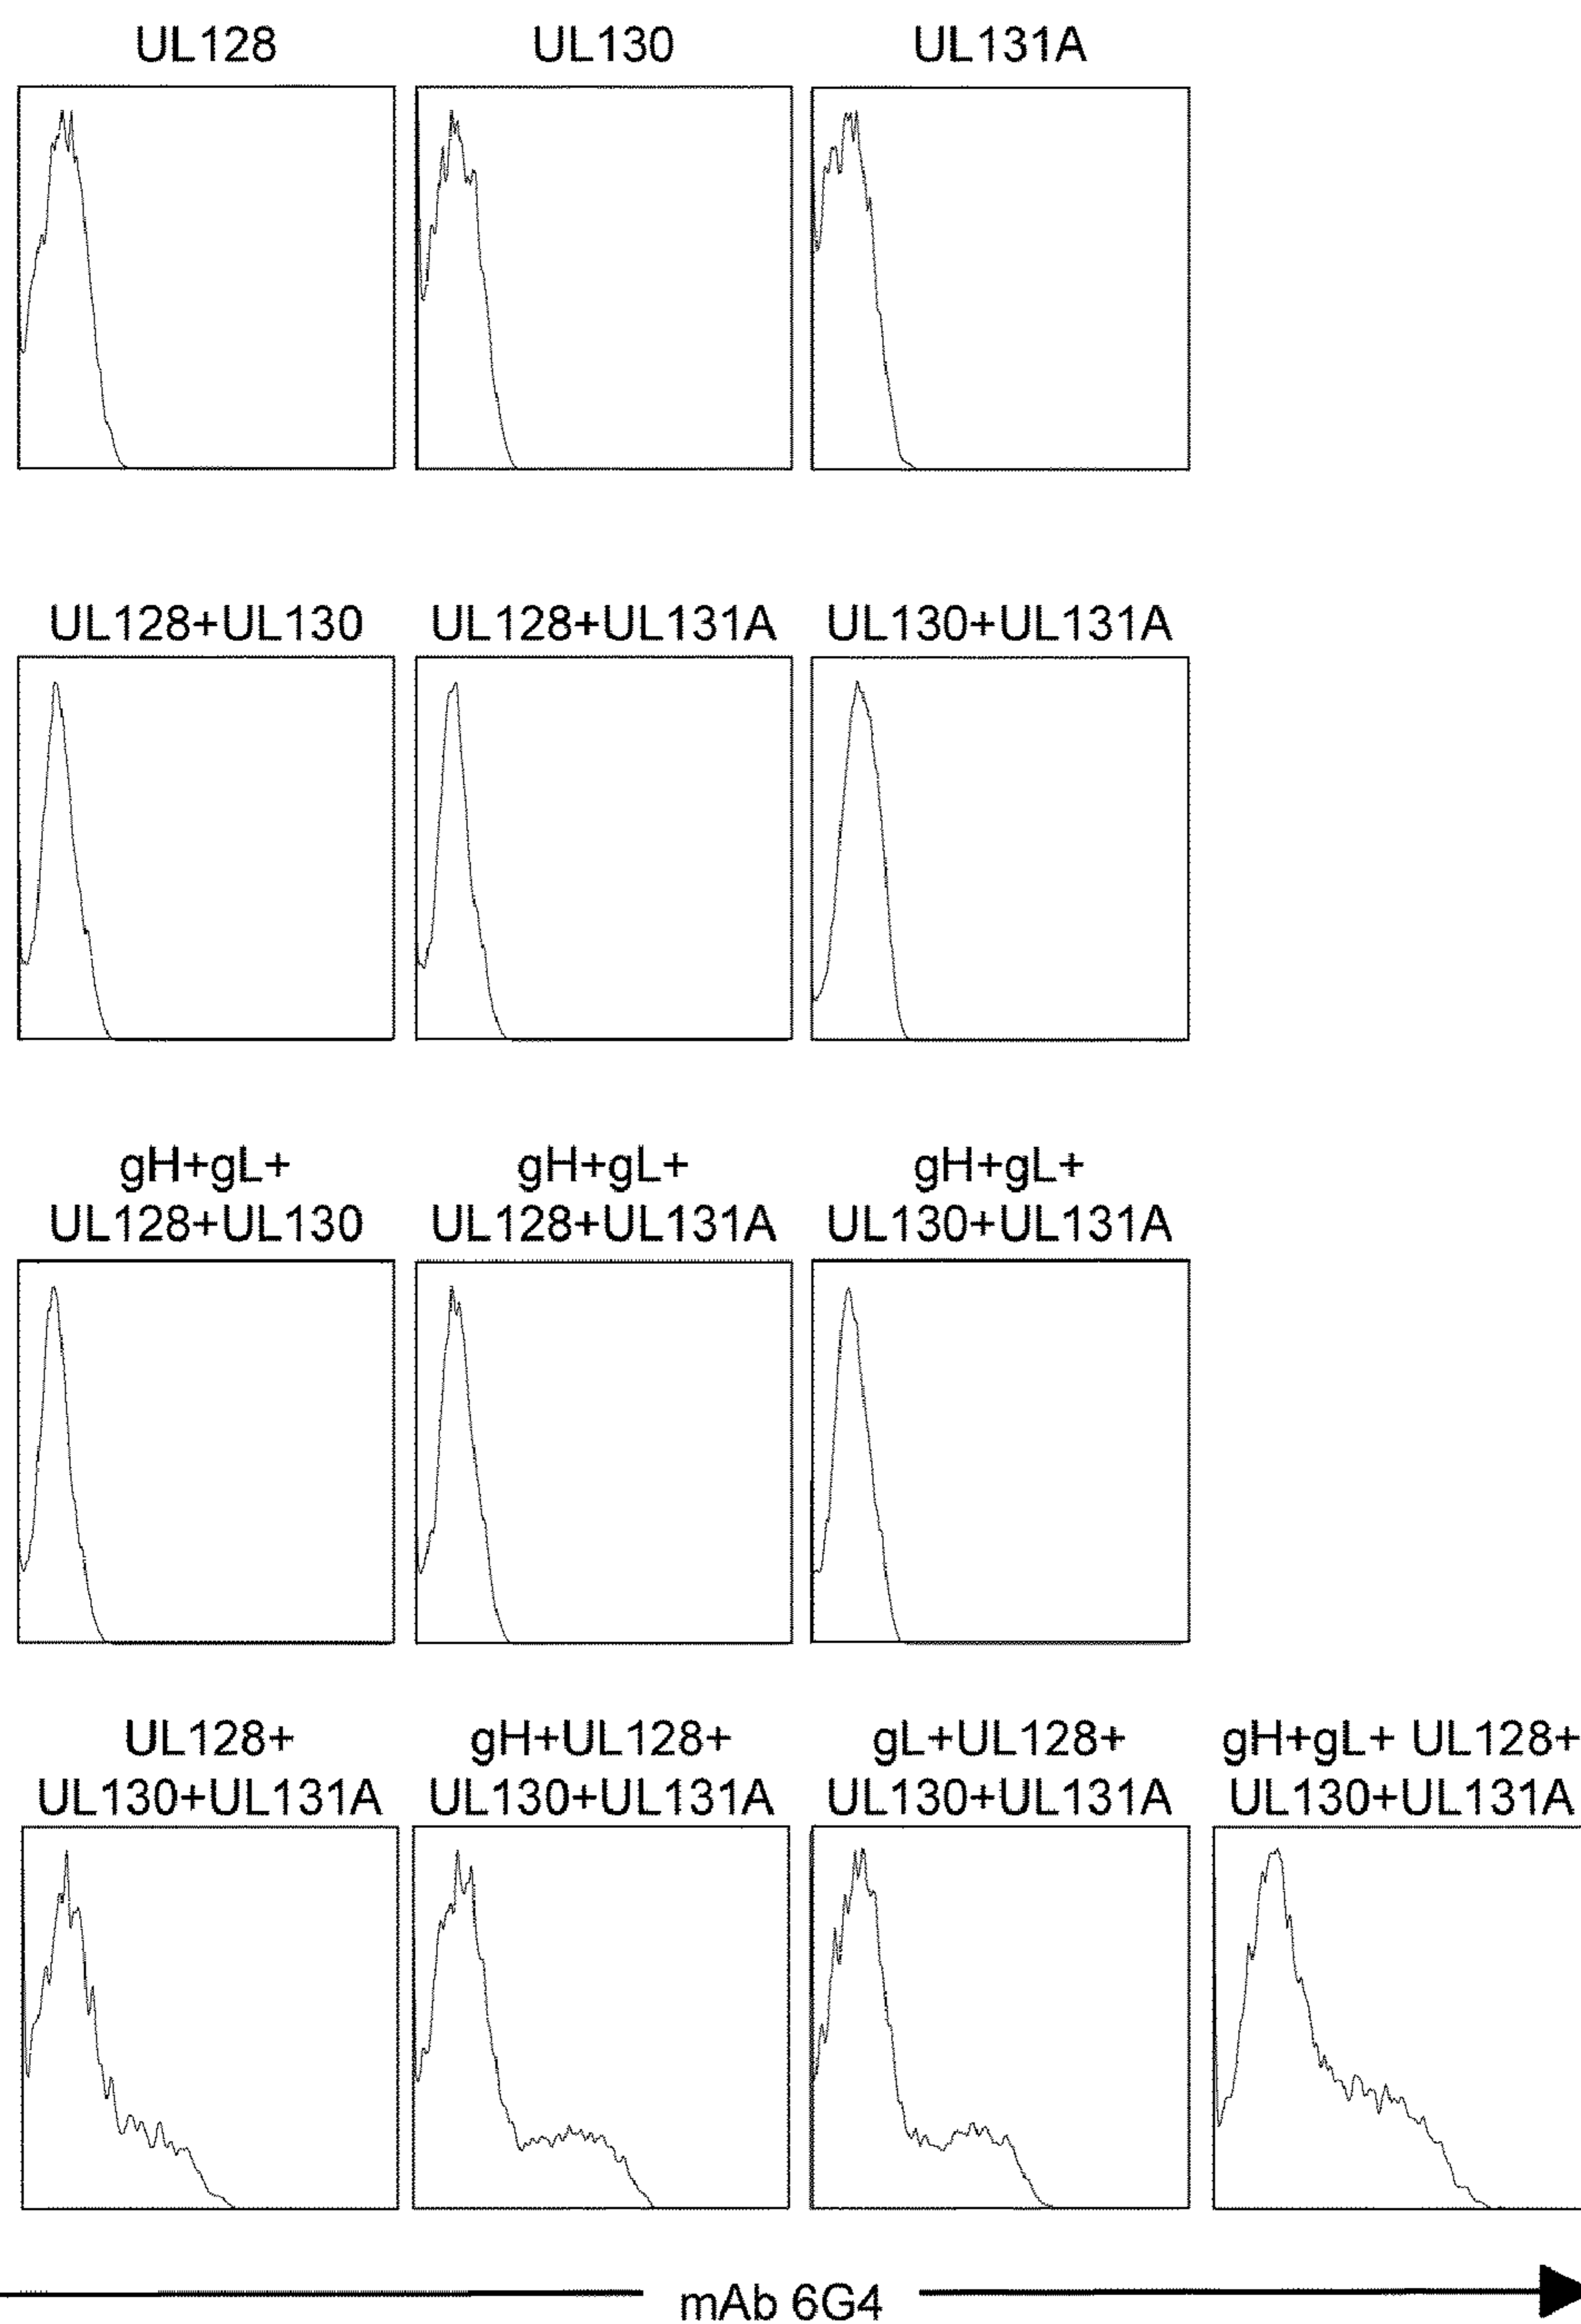 UL128 UL130 UL131A
UL128+UL130 UL128+UL131A UL130+UL131A
gH+gL+ gH+gL+ gH+gL+
UL128+UL130 UL128+UL131A UL130+UL131A
UL128+ gH+UL128+ gL+UL128+ gH+gL+ UL128+
UL130+UL131A UL130+UL131A UL130+UL131A UL130+UL131A
mAb 6G4